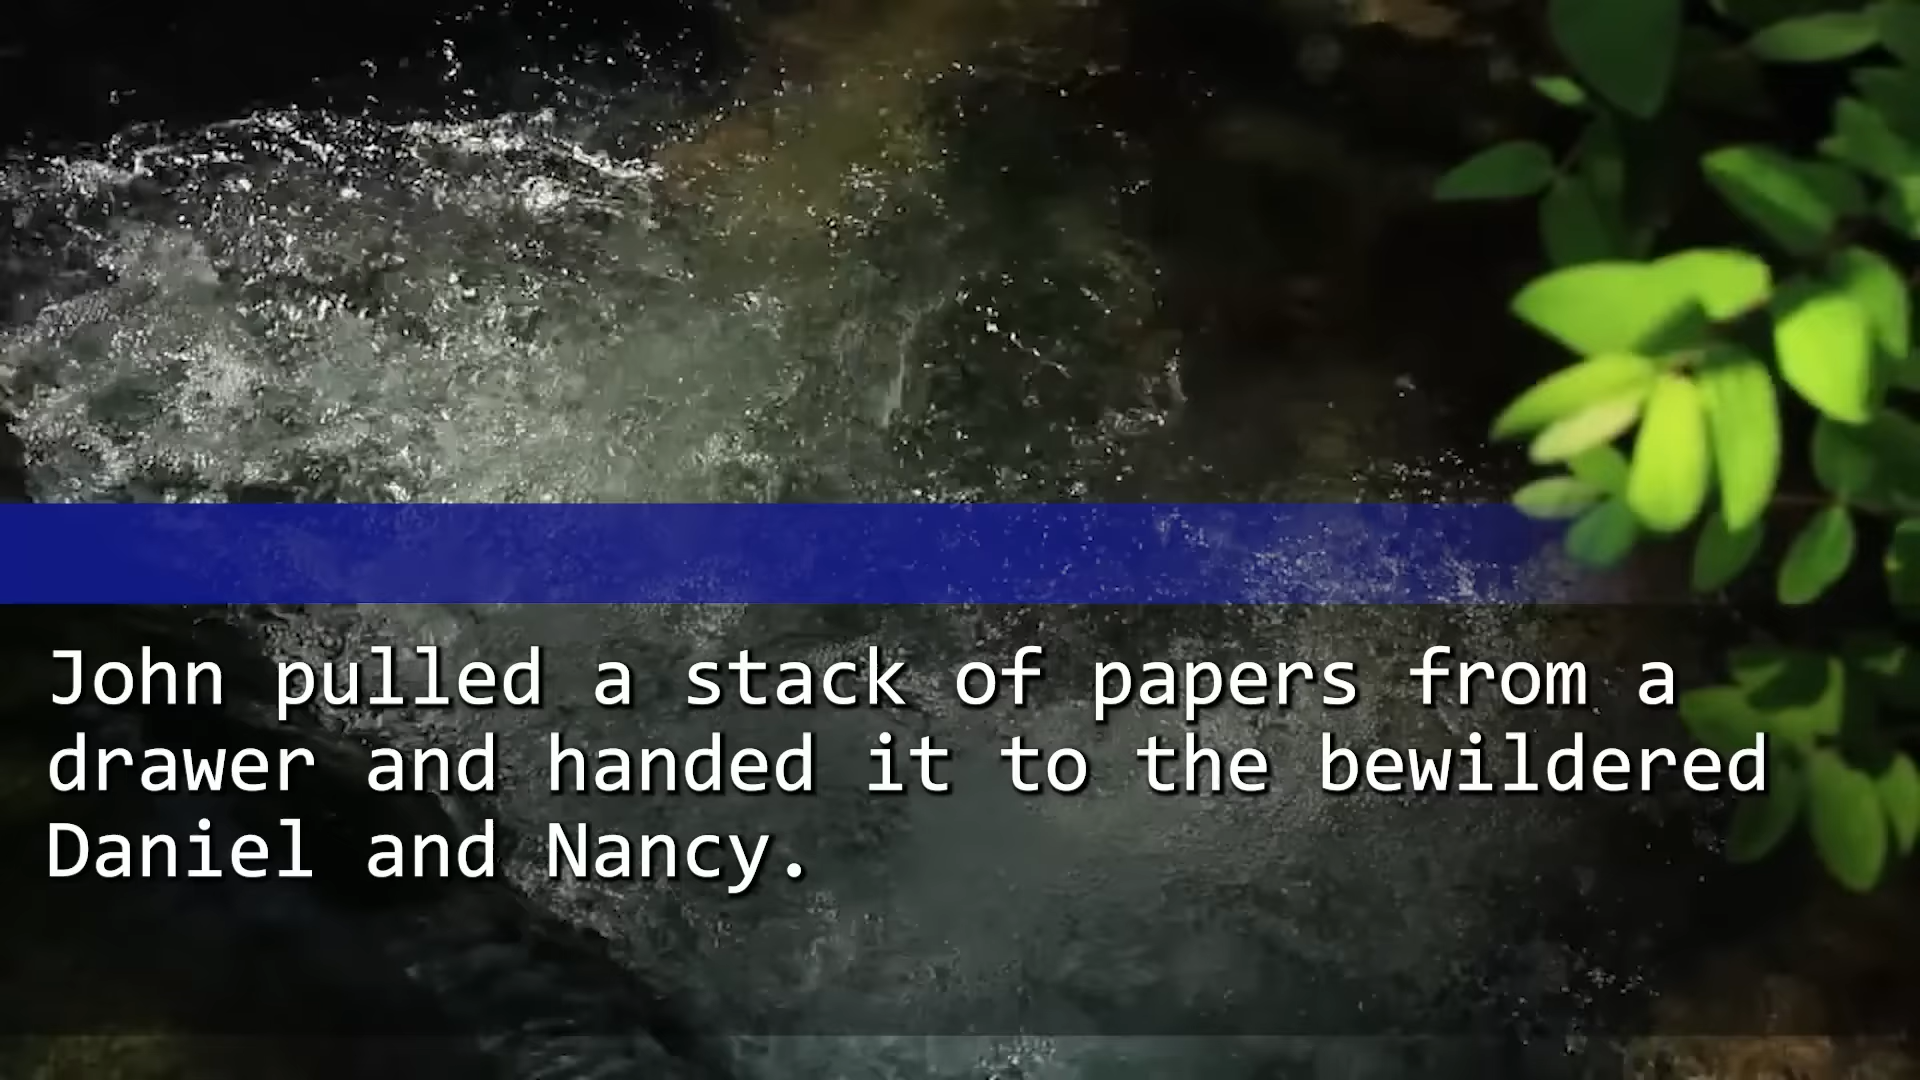 John pulled a stack of papers from a
drawer and handed it to the bewildered
Daniel and Nancy.